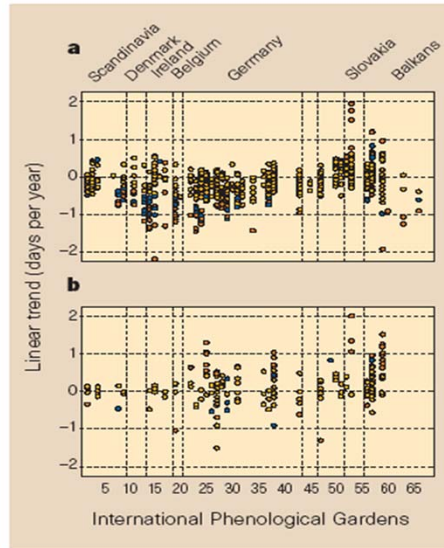 a
Scandinavia Denmark Ireland Belgium Germany Slovakia Balkans
2
1
0
−1
−2
b
2
1
0
−1
−2
Linear trend (days per year)
5 10 15 20 25 30 35 40 45 50 55 60 65
International Phenological Gardens